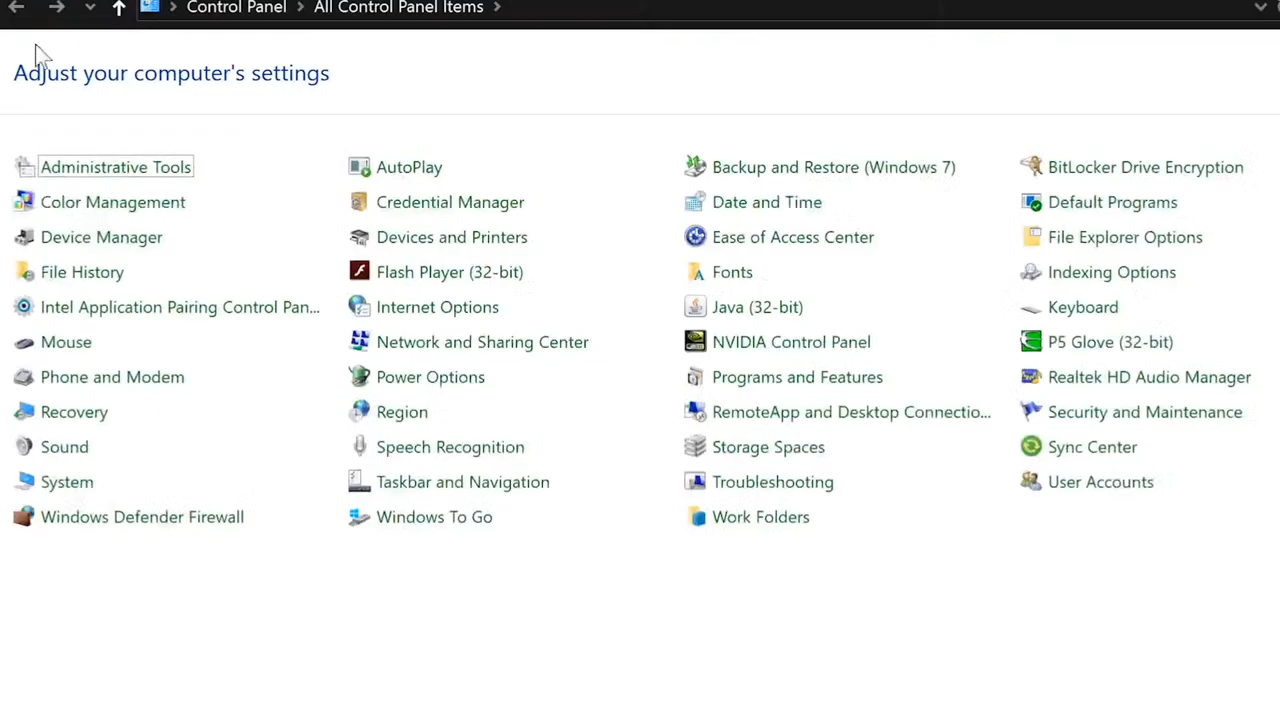 Control Panel > All Control Panel Items >
Adjust your computer's settings
Administrative Tools
AutoPlay
Backup and Restore (Windows 7)
BitLocker Drive Encryption
Color Management
Credential Manager
Date and Time
Default Programs
Device Manager
Devices and Printers
Ease of Access Center
File Explorer Options
File History
Flash Player (32-bit)
Fonts
Indexing Options
Intel Application Pairing Control Pan...
Internet Options
Java (32-bit)
Keyboard
Mouse
Network and Sharing Center
NVIDIA Control Panel
P5 Glove (32-bit)
Phone and Modem
Power Options
Programs and Features
Realtek HD Audio Manager
Recovery
Region
RemoteApp and Desktop Connectio...
Security and Maintenance
Sound
Speech Recognition
Storage Spaces
Sync Center
System
Taskbar and Navigation
Troubleshooting
User Accounts
Windows Defender Firewall
Windows To Go
Work Folders